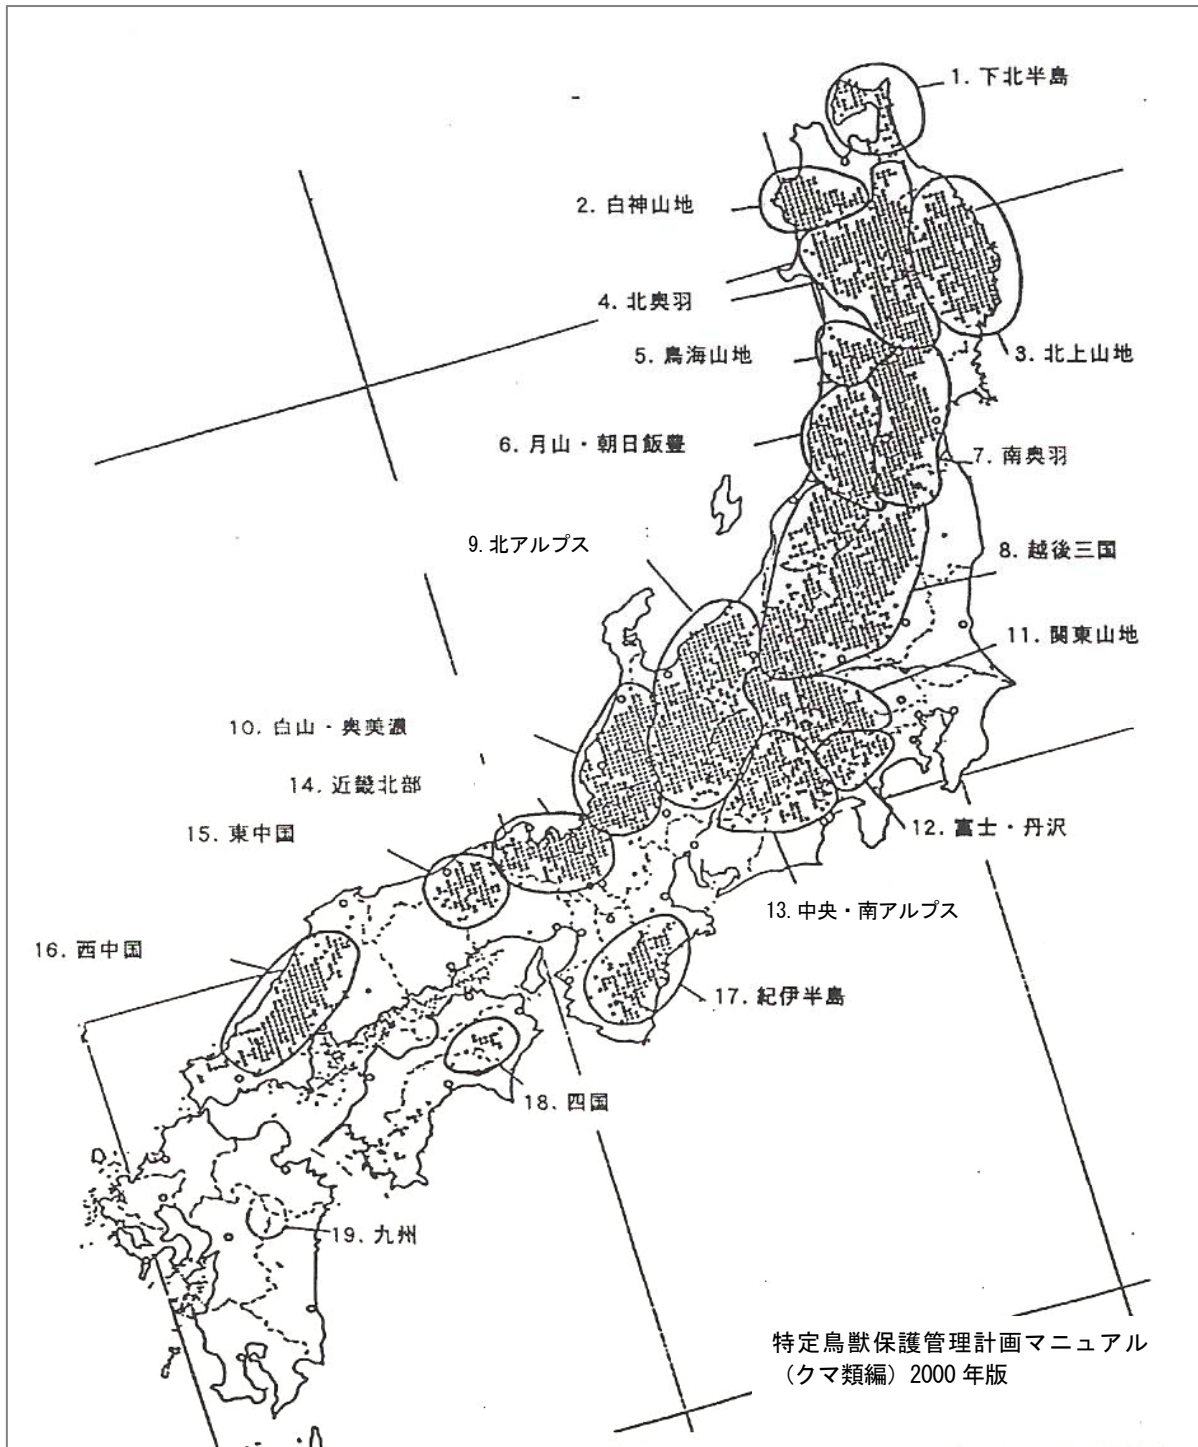 1. 下北半島
2. 白神山地
4. 北奥羽
5. 鳥海山地
3. 北上山地
6. 月山・朝日飯豊
7. 南奥羽
9. 北アルプス
8. 越後三国
11. 関東山地
10. 白山・奥美濃
14. 近畿北部
15. 東中国
12. 富士・丹沢
13. 中央・南アルプス
16. 西中国
17. 紀伊半島
18. 四国
19. 九州
特定鳥獣保護管理計画マニュアル
（クマ類編）2000 年版